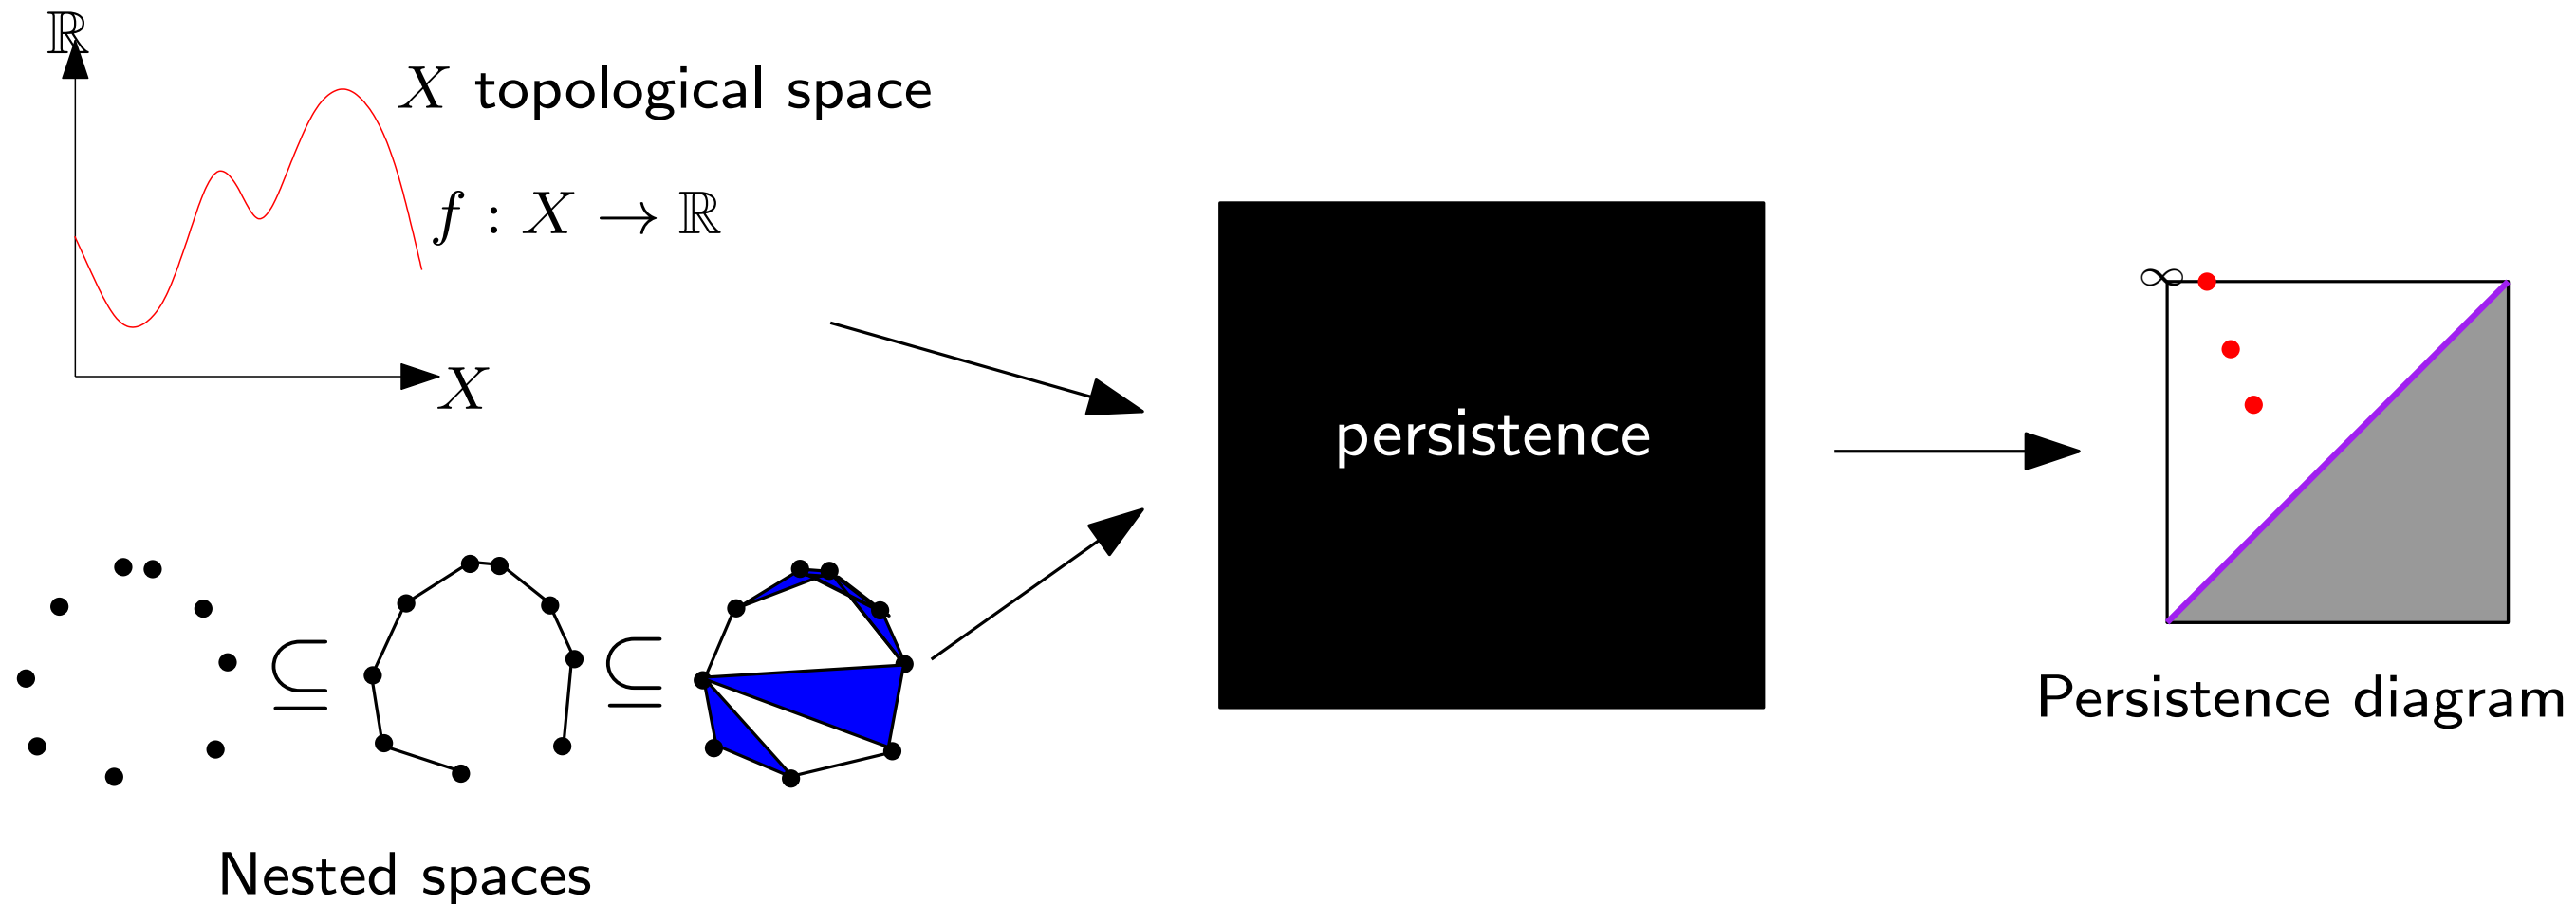 ℝ
X topological space
f : X → ℝ
X
persistence
∞
⊆ ⊆
Persistence diagram
Nested spaces